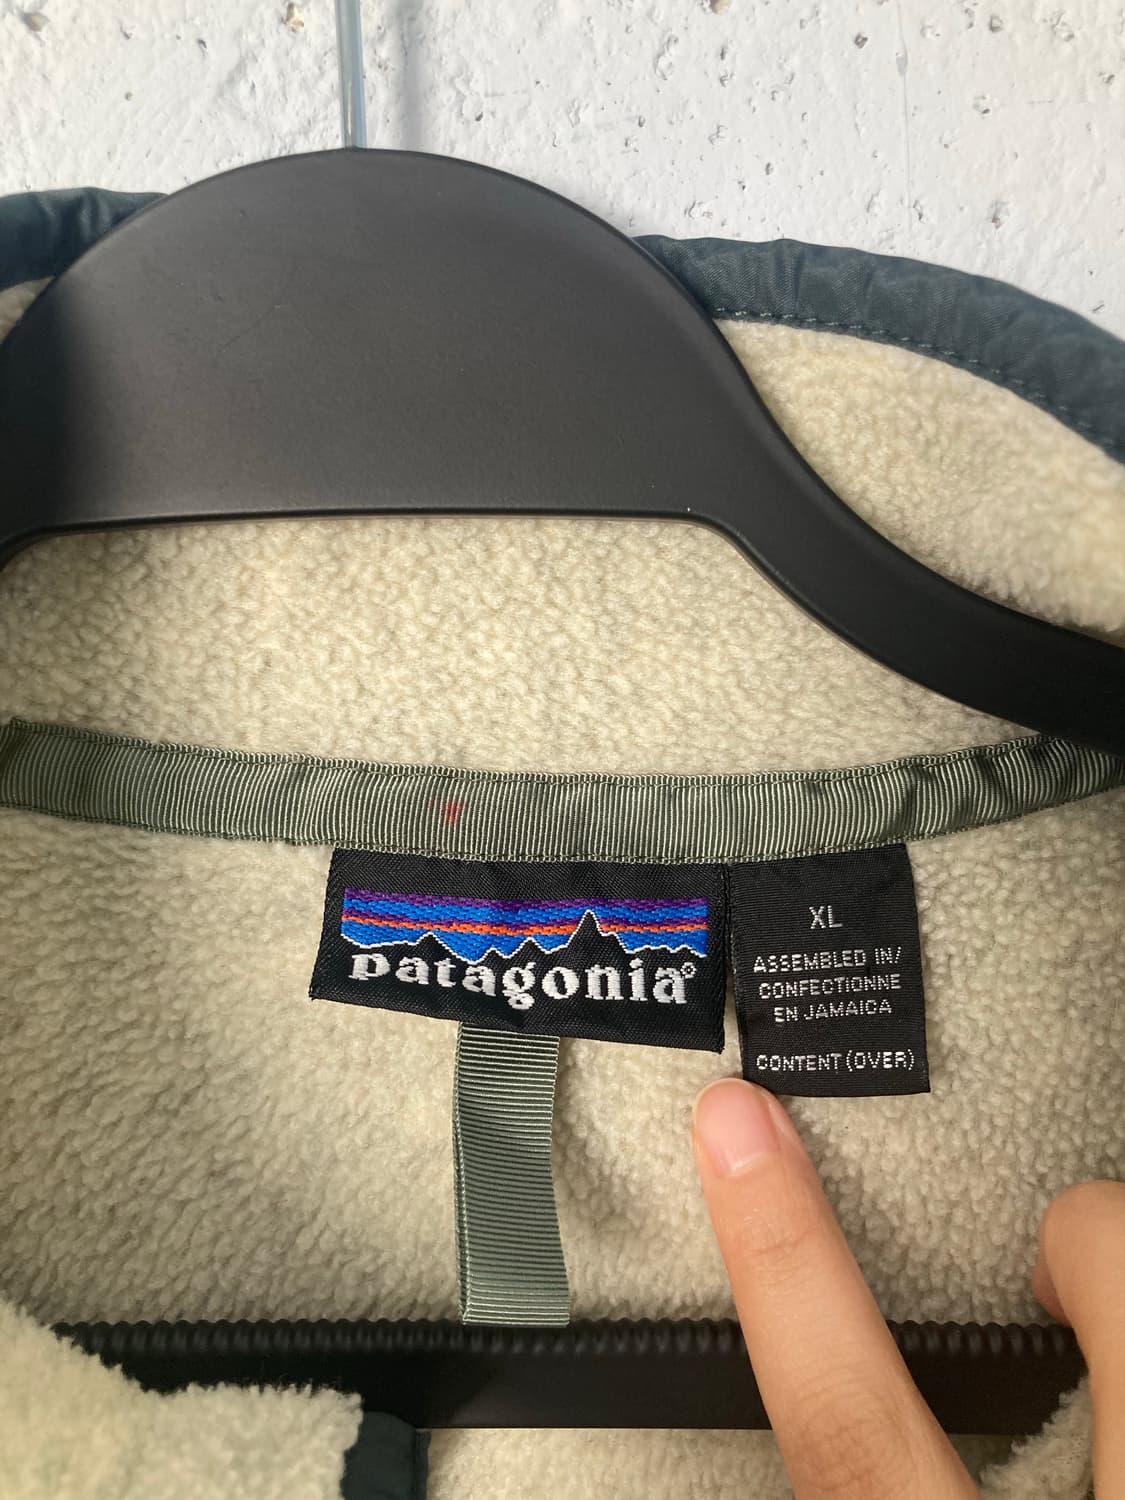 patagonia®
XL
ASSEMBLED IN/
CONFECTIONNE
EN JAMAICA
CONTENT (OVER)